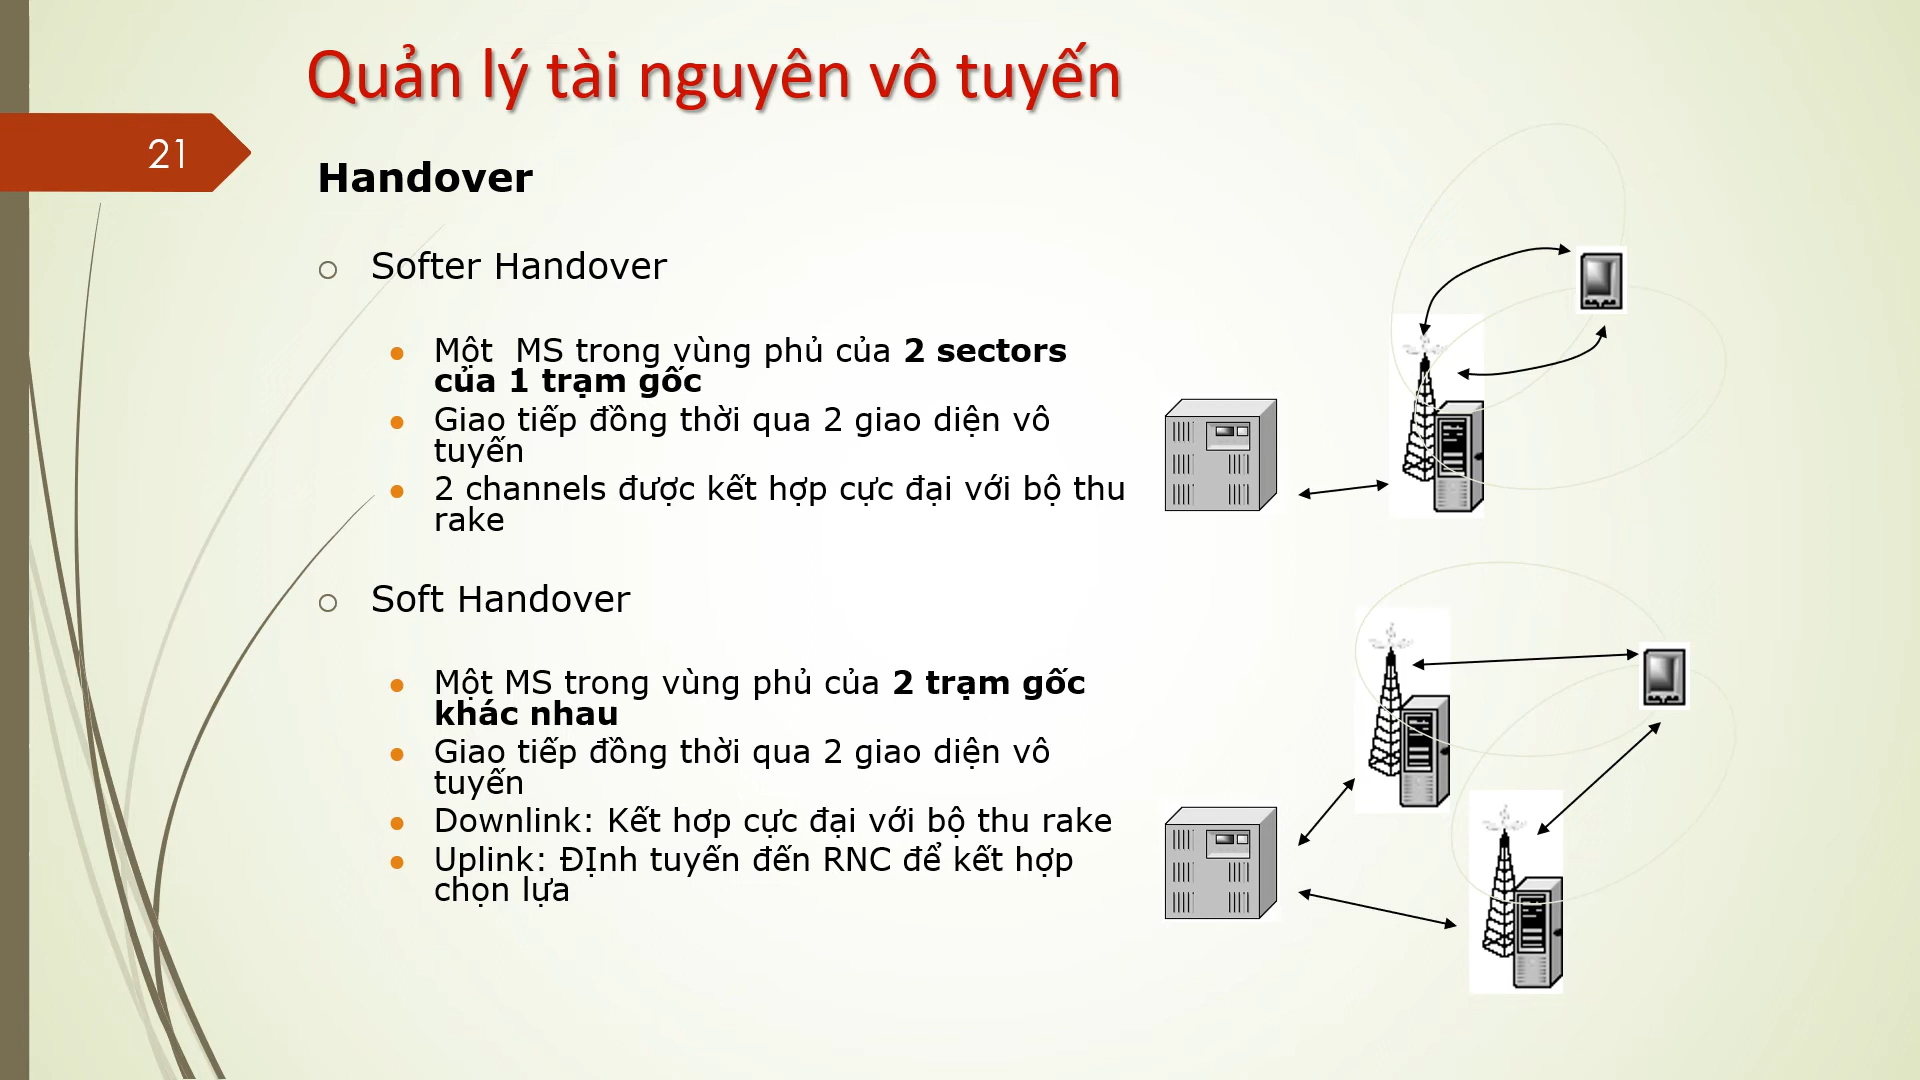 Quản lý tài nguyên vô tuyến
21
Handover
Softer Handover
Một MS trong vùng phủ của 2 sectors
của 1 trạm gốc
Giao tiếp đồng thời qua 2 giao diện vô
tuyến
2 channels được kết hợp cực đại với bộ thu
rake
Soft Handover
Một MS trong vùng phủ của 2 trạm gốc
khác nhau
Giao tiếp đồng thời qua 2 giao diện vô
tuyến
Downlink: Kết hơp cực đại với bộ thu rake
Uplink: ĐỊnh tuyến đến RNC để kết hợp
chọn lựa